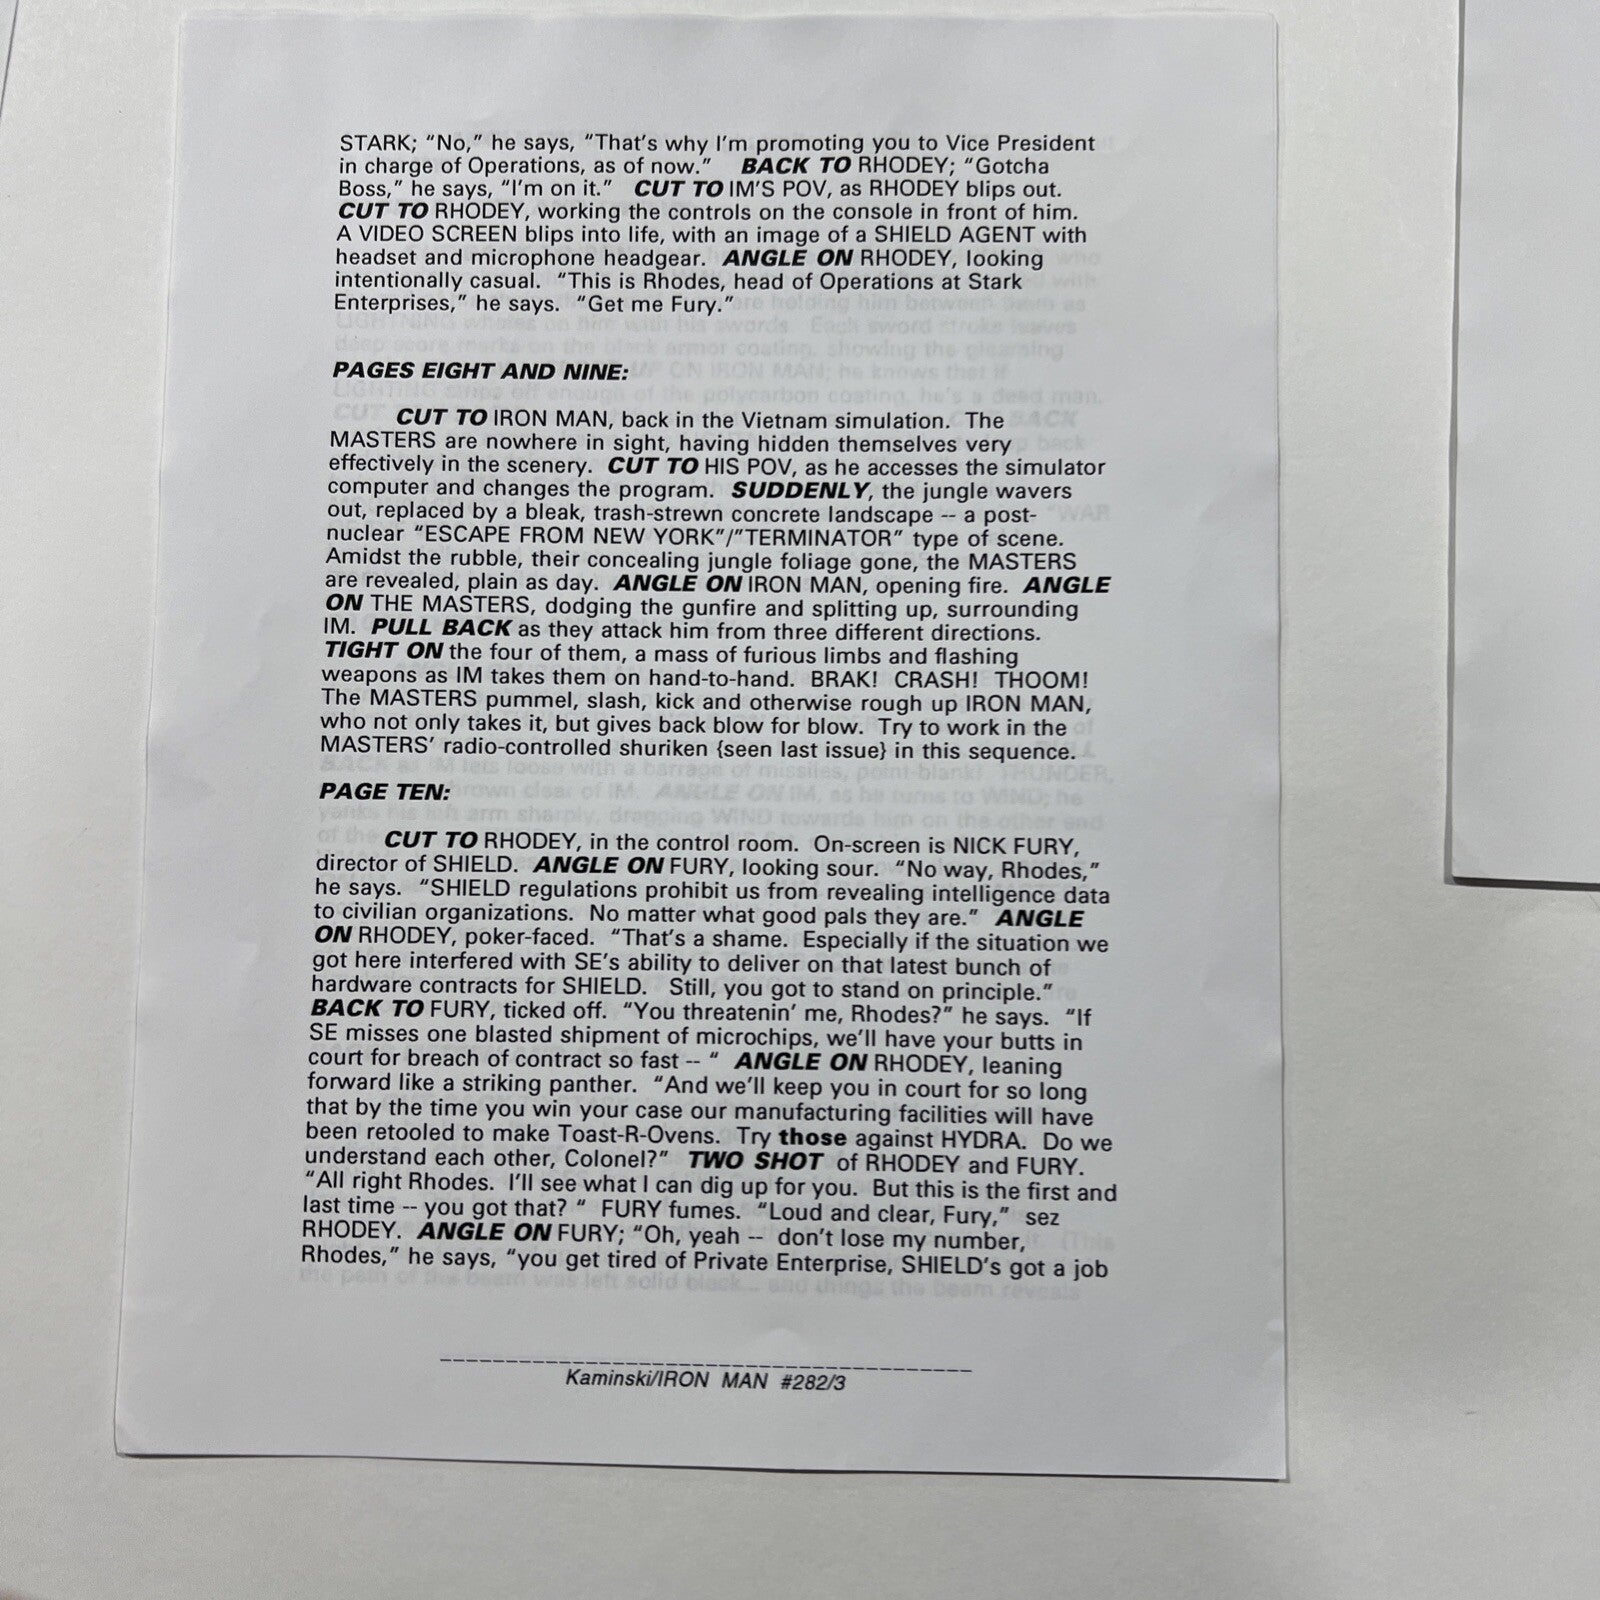 STARK; “No,” he says, “That’s why I’m promoting you to Vice President
in charge of Operations, as of now.” BACK TO RHODEY; “Gotcha
Boss,” he says, “I’m on it.” CUT TO IM’S POV, as RHODEY blips out.
CUT TO RHODEY, working the controls on the console in front of him.
A VIDEO SCREEN blips into life, with an image of a SHIELD AGENT with
headset and microphone headgear. ANGLE ON RHODEY, looking
intentionally casual. “This is Rhodes, head of Operations at Stark
Enterprises,” he says. “Get me Fury.”
PAGES EIGHT AND NINE:
CUT TO IRON MAN, back in the Vietnam simulation. The
MASTERS are nowhere in sight, having hidden themselves very
effectively in the scenery. CUT TO HIS POV, as he accesses the simulator
computer and changes the program. SUDDENLY, the jungle wavers
out, replaced by a bleak, trash-strewn concrete landscape -- a post-
nuclear “ESCAPE FROM NEW YORK”/”TERMINATOR” type of scene.
Amidst the rubble, their concealing jungle foliage gone, the MASTERS
are revealed, plain as day. ANGLE ON IRON MAN, opening fire. ANGLE
ON THE MASTERS, dodging the gunfire and splitting up, surrounding
IM. PULL BACK as they attack him from three different directions.
TIGHT ON the four of them, a mass of furious limbs and flashing
weapons as IM takes them on hand-to-hand. BRAK! CRASH! THOOM!
The MASTERS pummel, slash, kick and otherwise rough up IRON MAN,
who not only takes it, but gives back blow for blow. Try to work in the
MASTERS’ radio-controlled shuriken {seen last issue} in this sequence.
PAGE TEN:
CUT TO RHODEY, in the control room. On-screen is NICK FURY,
director of SHIELD. ANGLE ON FURY, looking sour. “No way, Rhodes,”
he says. “SHIELD regulations prohibit us from revealing intelligence data
to civilian organizations. No matter what good pals they are.” ANGLE
ON RHODEY, poker-faced. “That’s a shame. Especially if the situation we
got here interfered with SE’s ability to deliver on that latest bunch of
hardware contracts for SHIELD. Still, you got to stand on principle.”
BACK TO FURY, ticked off. “You threatenin’ me, Rhodes?” he says. “If
SE misses one blasted shipment of microchips, we’ll have your butts in
court for breach of contract so fast -- “ ANGLE ON RHODEY, leaning
forward like a striking panther. “And we’ll keep you in court for so long
that by the time you win your case our manufacturing facilities will have
been retooled to make Toast-R-Ovens. Try those against HYDRA. Do we
understand each other, Colonel?” TWO SHOT of RHODEY and FURY.
“All right Rhodes. I’ll see what I can dig up for you. But this is the first and
last time -- you got that? “ FURY fumes. “Loud and clear, Fury,” sez
RHODEY. ANGLE ON FURY; “Oh, yeah -- don’t lose my number,
Rhodes,” he says, “you get tired of Private Enterprise, SHIELD’s got a job
Kaminski/IRON MAN #282/3